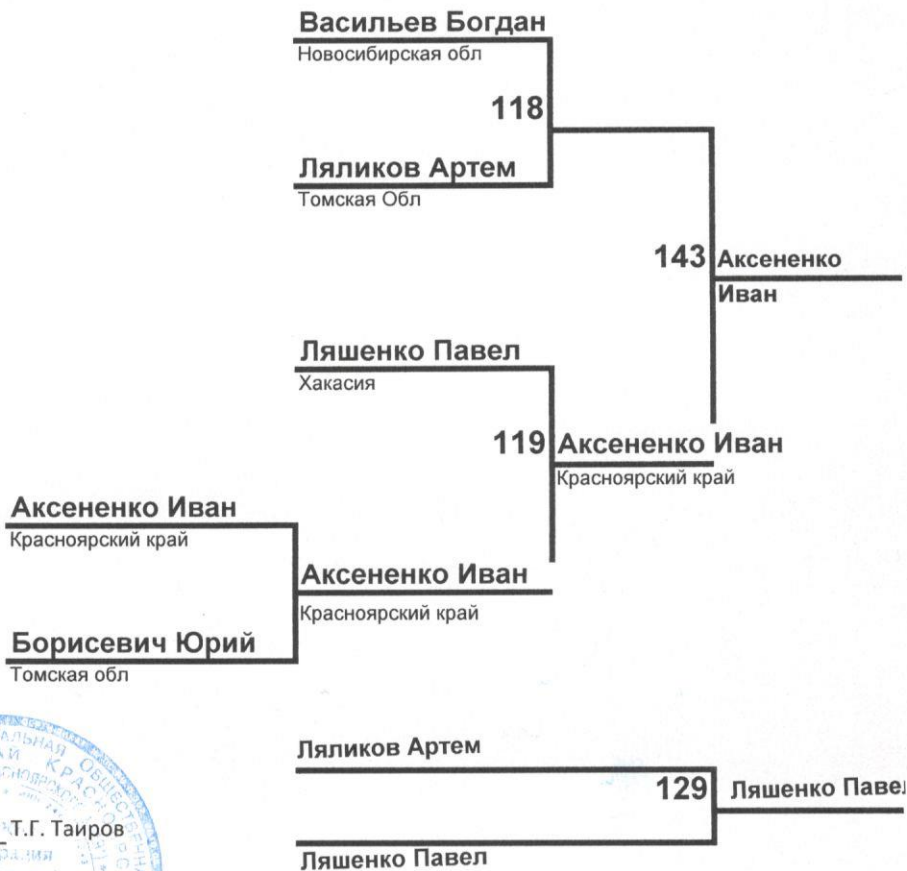 Васильев Богдан
Новосибирская обл
118
Ляликов Артем
Томская Обл
143 Аксененко
Иван
Ляшенко Павел
Хакасия
119 Аксененко Иван
Красноярский край
Аксененко Иван
Красноярский край
Аксененко Иван
Красноярский край
Борисевич Юрий
Томская обл
Ляликов Артем
129 Ляшенко Павел
Т.Г. Таиров
Ляшенко Павел